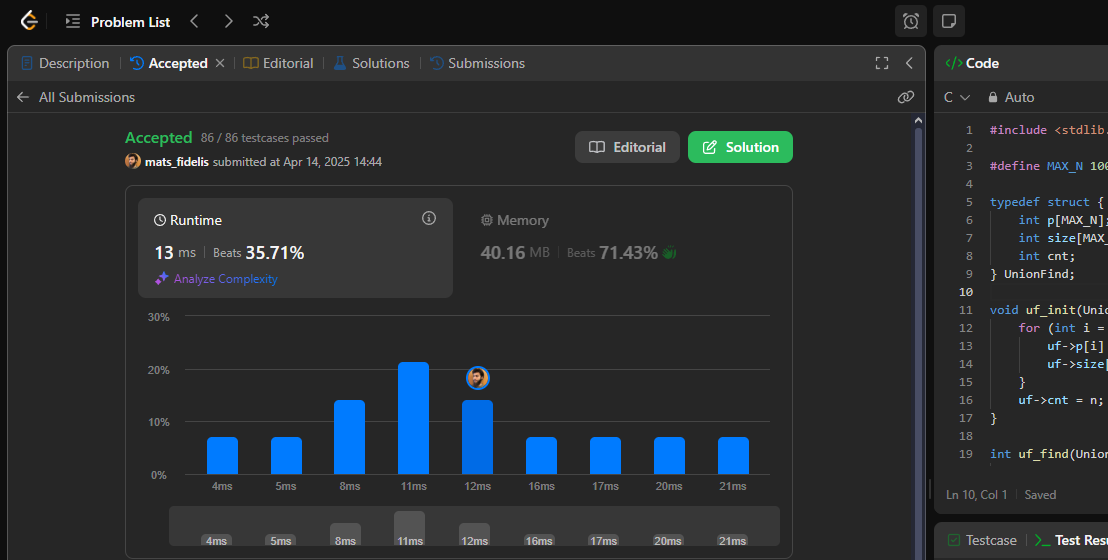 Problem List
Description Accepted Editorial Solutions Submissions
All Submissions
Accepted 86 / 86 testcases passed
mats_fidelis submitted at Apr 14, 2025 14:44
Editorial
Solution
Runtime
13 ms Beats 35.71%
Analyze Complexity
Memory
40.16 MB Beats 71.43%
30%
20%
10%
0%
4ms 5ms 8ms 11ms 12ms 16ms 17ms 20ms 21ms
4ms 5ms 8ms 11ms 12ms 16ms 17ms 20ms 21ms
</> Code
C Auto
1 #include <stdlib.
2
3 #define MAX_N 100
4
5 typedef struct {
6 int p[MAX_N];
7 int size[MAX_
8 int cnt;
9 } UnionFind;
10
11 void uf_init(Unio
12 for (int i =
13 uf->p[i]
14 uf->size[
15 }
16 uf->cnt = n;
17 }
18
19 int uf_find(Union
Ln 10, Col 1 Saved
Testcase >_ Test Resu